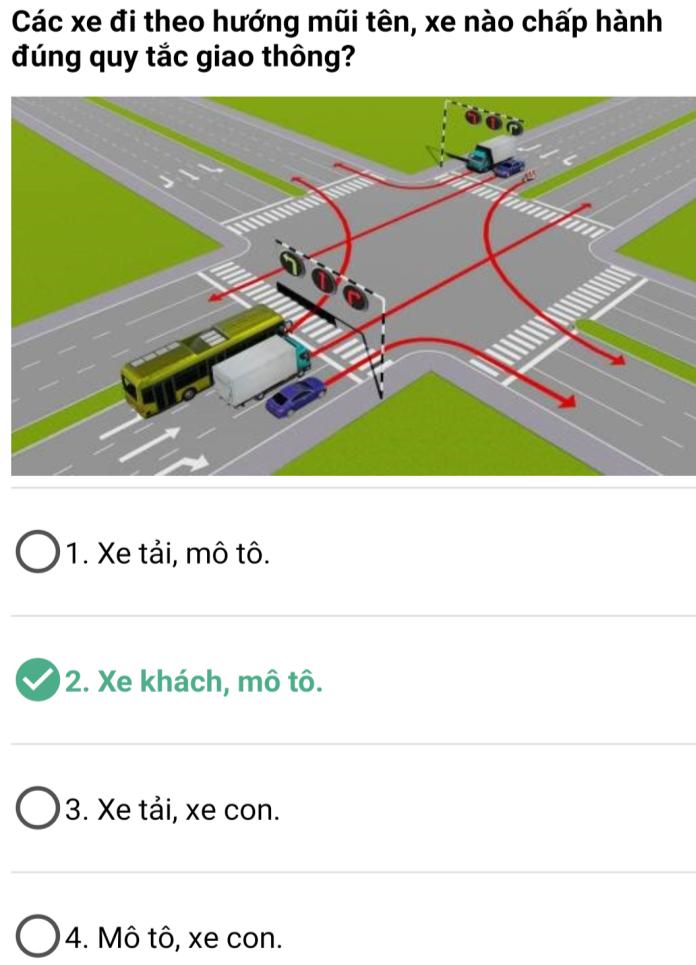 Các xe đi theo hướng mũi tên, xe nào chấp hành
đúng quy tắc giao thông?
1. Xe tải, mô tô.
2. Xe khách, mô tô.
3. Xe tải, xe con.
4. Mô tô, xe con.